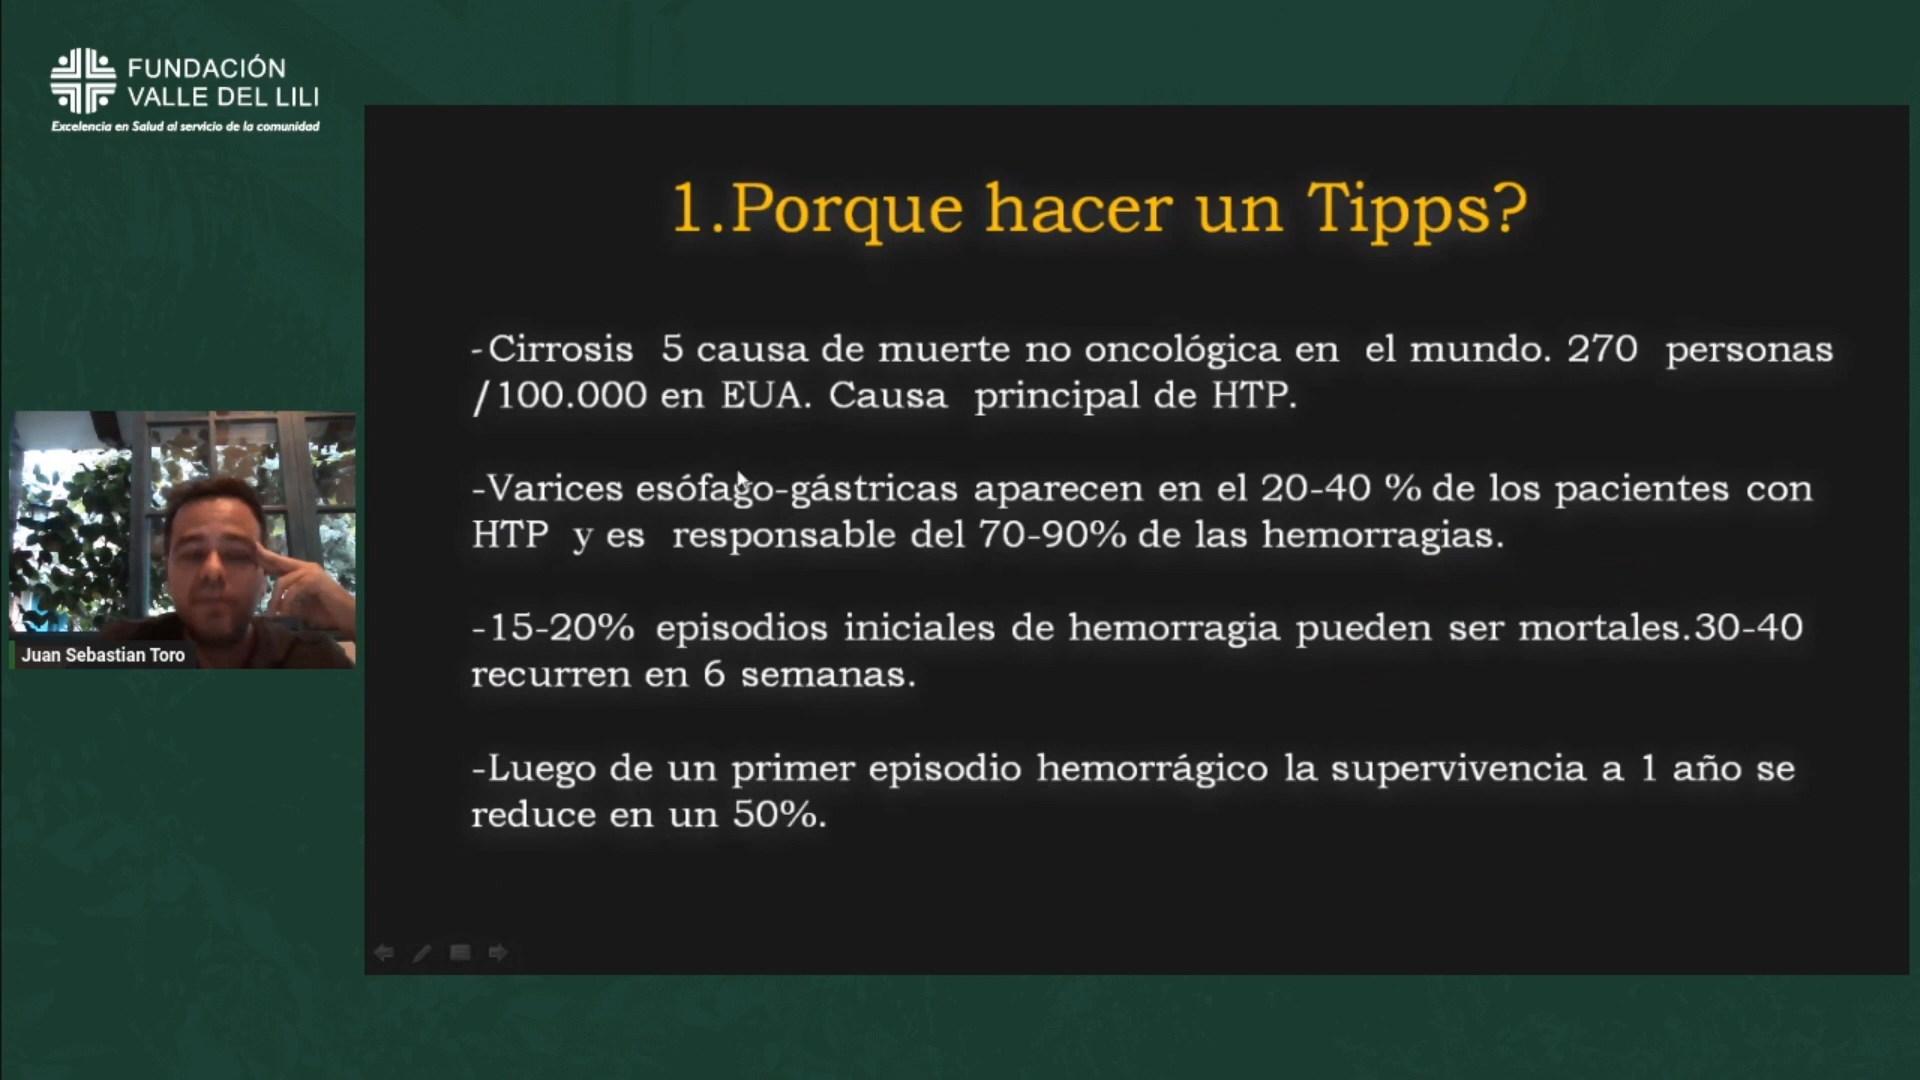 FUNDACIÓN
VALLE DEL LILI
Excelencia en Salud al servicio de la comunidad
1.Porque hacer un Tipps?
-Cirrosis 5 causa de muerte no oncológica en el mundo. 270 personas
/100.000 en EUA. Causa principal de HTP.
-Varices esófago-gástricas aparecen en el 20-40 % de los pacientes con
HTP y es responsable del 70-90% de las hemorragias.
-15-20% episodios iniciales de hemorragia pueden ser mortales.30-40
recurren en 6 semanas.
-Luego de un primer episodio hemorrágico la supervivencia a 1 año se
reduce en un 50%.
Juan Sebastian Toro